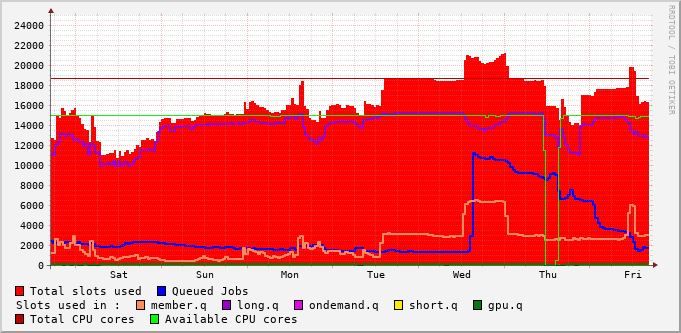 RRDTOOL / TOBI OETIKER
24000
22000
20000
18000
16000
14000
12000
10000
8000
6000
4000
2000
0
Sat Sun Mon Tue Wed Thu Fri
Total slots used Queued Jobs
Slots used in : member.q long.q ondemand.q short.q gpu.q
Total CPU cores Available CPU cores